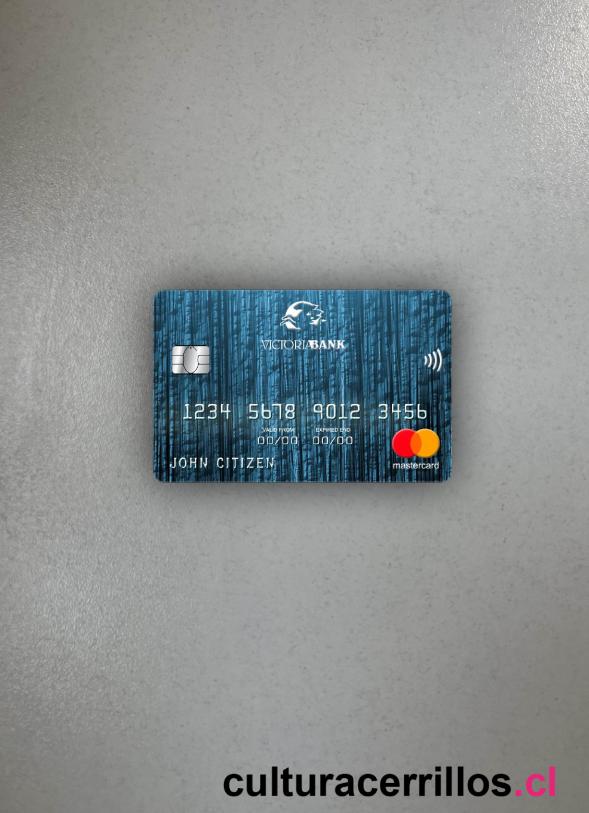 VICTORIABANK
1234 5678 9012 3456
VALID FROM EXPIRED END
00/00 00/00
JOHN CITIZEN
mastercard
culturacerrillos.cl